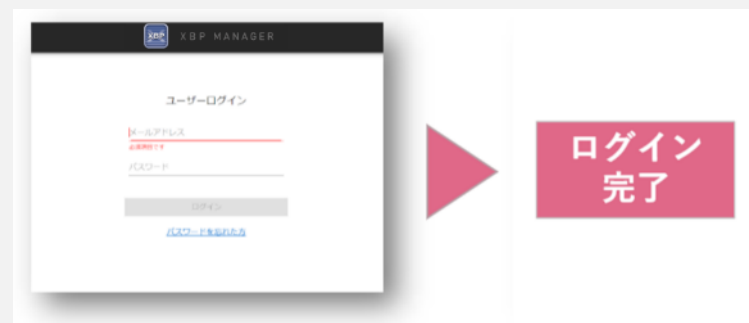 XBP XBP MANAGER
ユーザーログイン
メールアドレス
必須項目です
パスワード
ログイン
パスワードを忘れた方
ログイン
完了